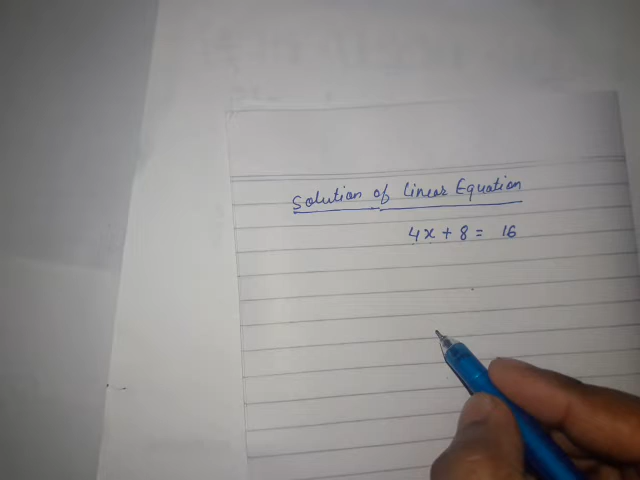 Solution of Linear Equation
4x + 8 = 16